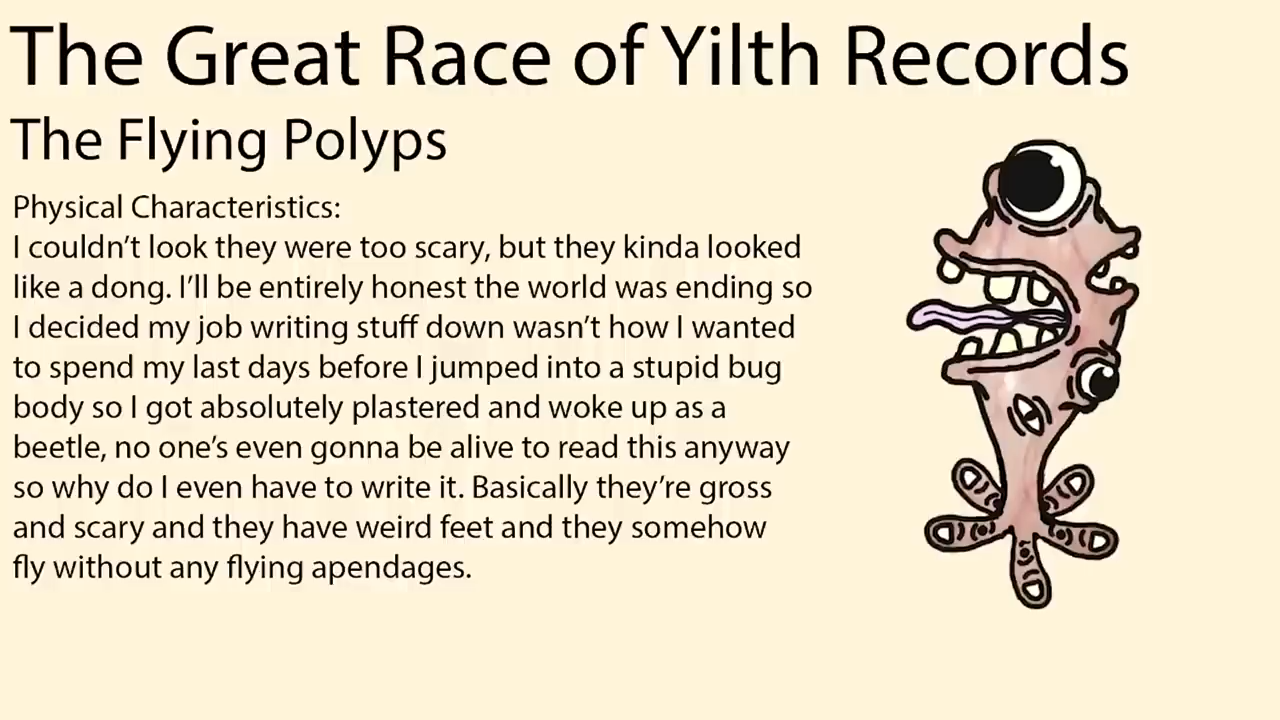 The Great Race of Yilth Records
The Flying Polyps
Physical Characteristics:
I couldn’t look they were too scary, but they kinda looked
like a dong. I’ll be entirely honest the world was ending so
I decided my job writing stuff down wasn’t how I wanted
to spend my last days before I jumped into a stupid bug
body so I got absolutely plastered and woke up as a
beetle, no one’s even gonna be alive to read this anyway
so why do I even have to write it. Basically they’re gross
and scary and they have weird feet and they somehow
fly without any flying apendages.